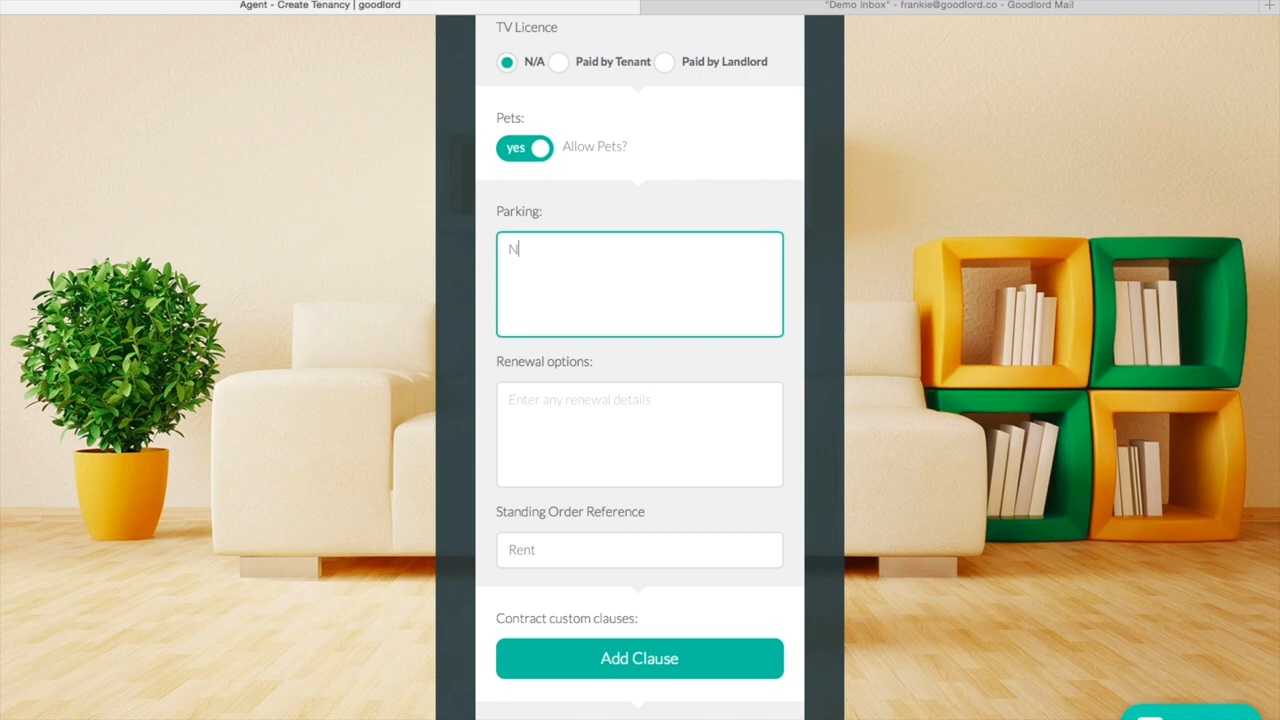 Agent - Create Tenancy | goodlord
"Demo Inbox" - frankie@goodlord.co - Goodlord Mail
TV Licence
N/A Paid by Tenant Paid by Landlord
Pets:
yes Allow Pets?
Parking:
N
Renewal options:
Enter any renewal details
Standing Order Reference
Rent
Contract custom clauses:
Add Clause